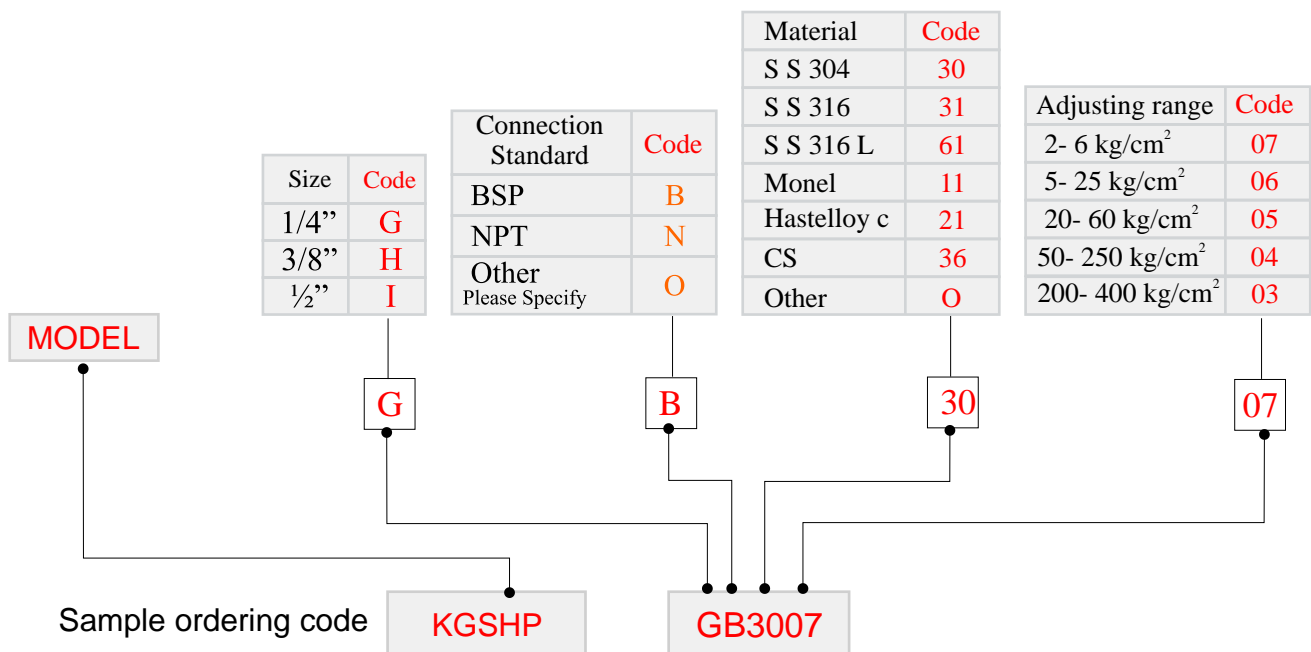 Material Code
S S 304 30
S S 316 31
S S 316 L 61
Monel 11
Hastelloy c 21
CS 36
Other O
Adjusting range Code
2- 6 kg/cm² 07
5- 25 kg/cm² 06
20- 60 kg/cm² 05
50- 250 kg/cm² 04
200- 400 kg/cm² 03
Connection
Standard Code
BSP B
NPT N
Other O
Please Specify
Size Code
1/4” G
3/8” H
½” I
MODEL
G
B
30
07
Sample ordering code KGSHP GB3007